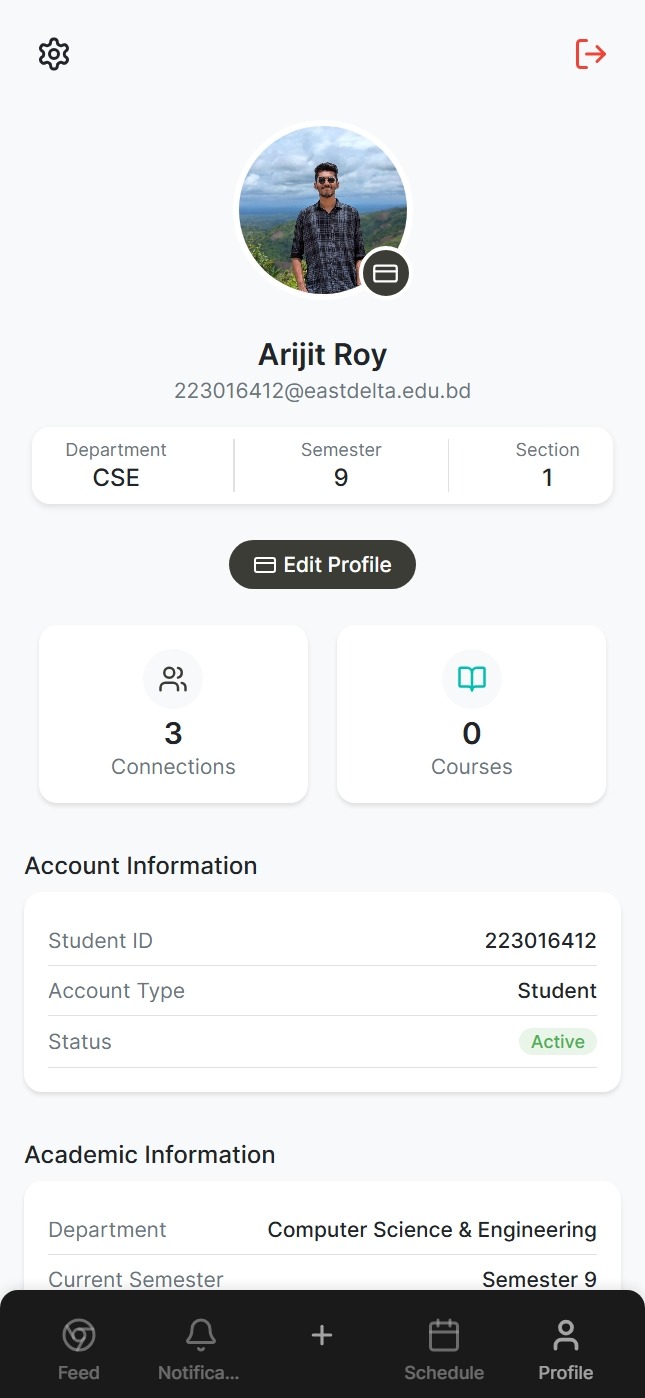 Arijit Roy
223016412@eastdelta.edu.bd
Department Semester Section
CSE 9 1
Edit Profile
3 0
Connections Courses
Account Information
Student ID 223016412
Account Type Student
Status Active
Academic Information
Department Computer Science & Engineering
Current Semester Semester 9
Feed Notifica... Schedule Profile